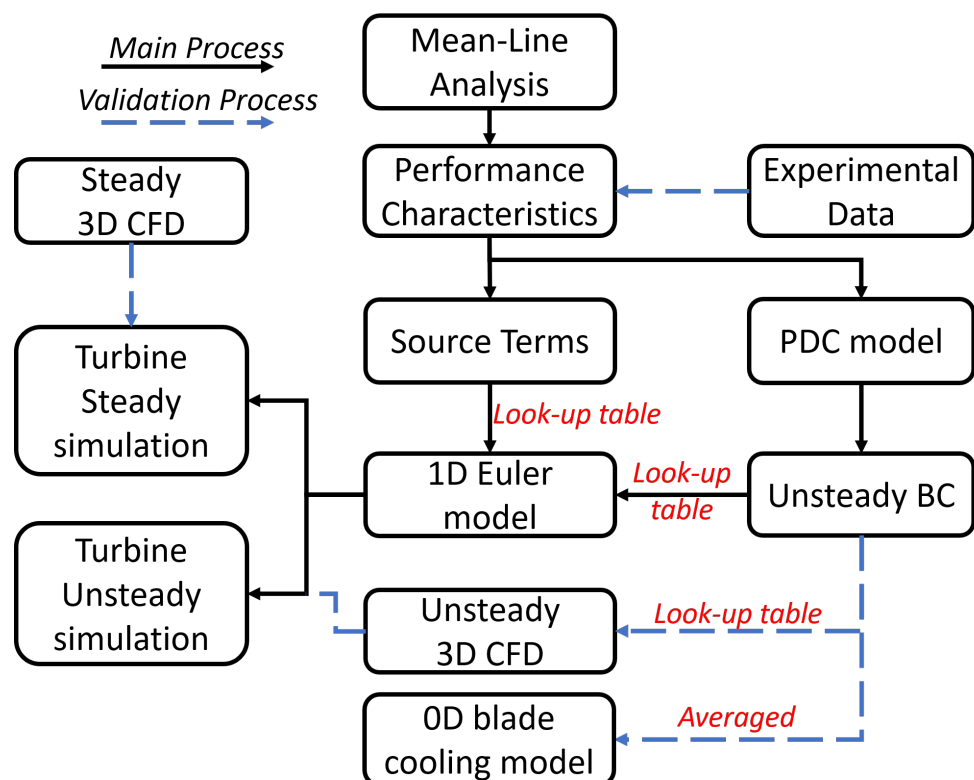 Main Process
Validation Process
Mean-Line
Analysis
Steady
3D CFD
Performance
Characteristics
Experimental
Data
Source Terms
PDC model
Look-up table
Turbine
Steady
simulation
1D Euler
model
Look-up
table
Unsteady BC
Turbine
Unsteady
simulation
Unsteady
3D CFD
Look-up table
0D blade
cooling model
Averaged